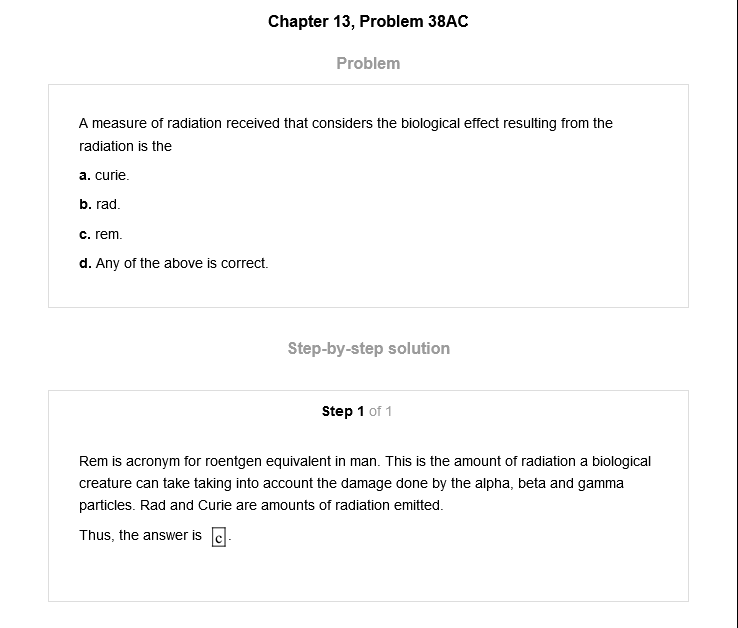 Chapter 13, Problem 38AC
Problem
A measure of radiation received that considers the biological effect resulting from the
radiation is the
a. curie.
b. rad.
c. rem.
d. Any of the above is correct.
Step-by-step solution
Step 1 of 1
Rem is acronym for roentgen equivalent in man. This is the amount of radiation a biological
creature can take taking into account the damage done by the alpha, beta and gamma
particles. Rad and Curie are amounts of radiation emitted.
Thus, the answer is c.